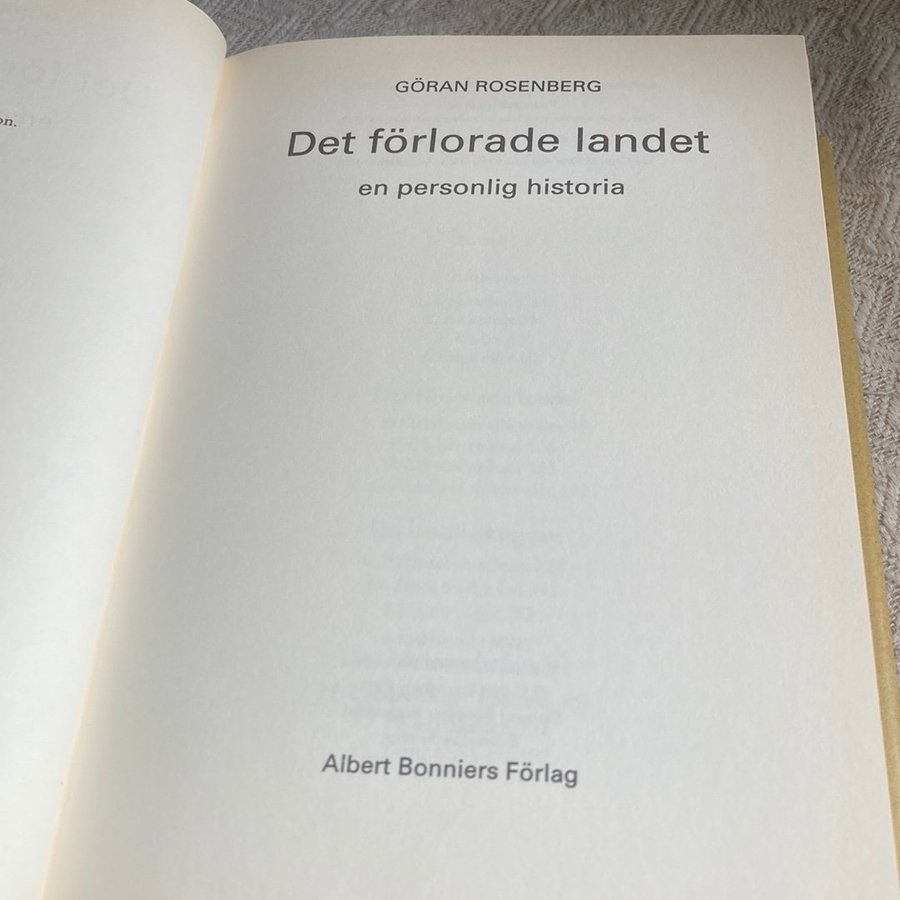 GÖRAN ROSENBERG
Det förlorade landet
en personlig historia
Albert Bonniers Förlag